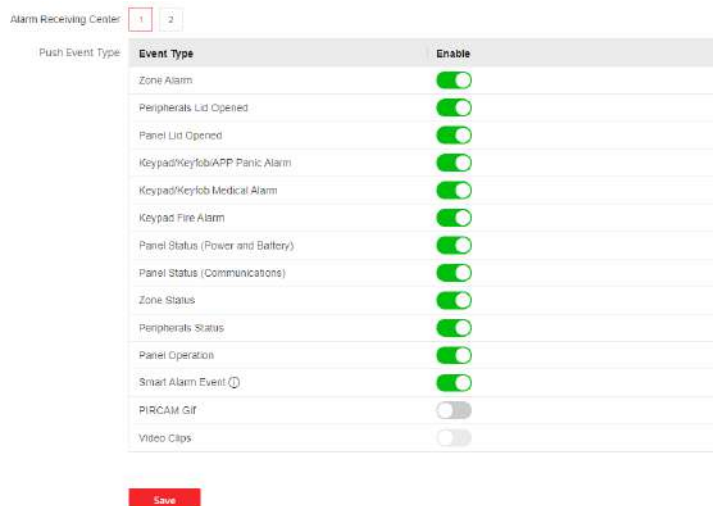 Alarm Receiving Center 1 2
Push Event Type Event Type Enable
Zone Alarm
Peripherals Lid Opened
Panel Lid Opened
Keypad/Keyfob/APP Panic Alarm
Keypad/Keyfob Medical Alarm
Keypad Fire Alarm
Panel Status (Power and Battery)
Panel Status (Communications)
Zone Status
Peripherals Status
Panel Operation
Smart Alarm Event
PIRCAM Gif
Video Clips
Save